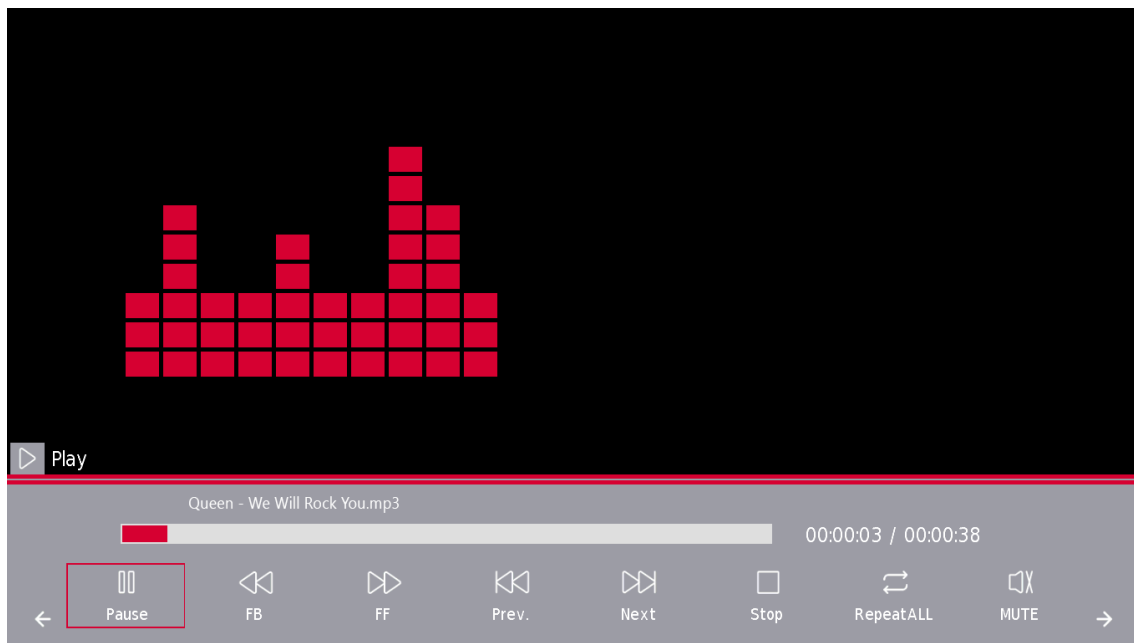 Play
Queen - We Will Rock You.mp3
00:00:03 / 00:00:38
Pause FB FF Prev. Next Stop RepeatALL MUTE